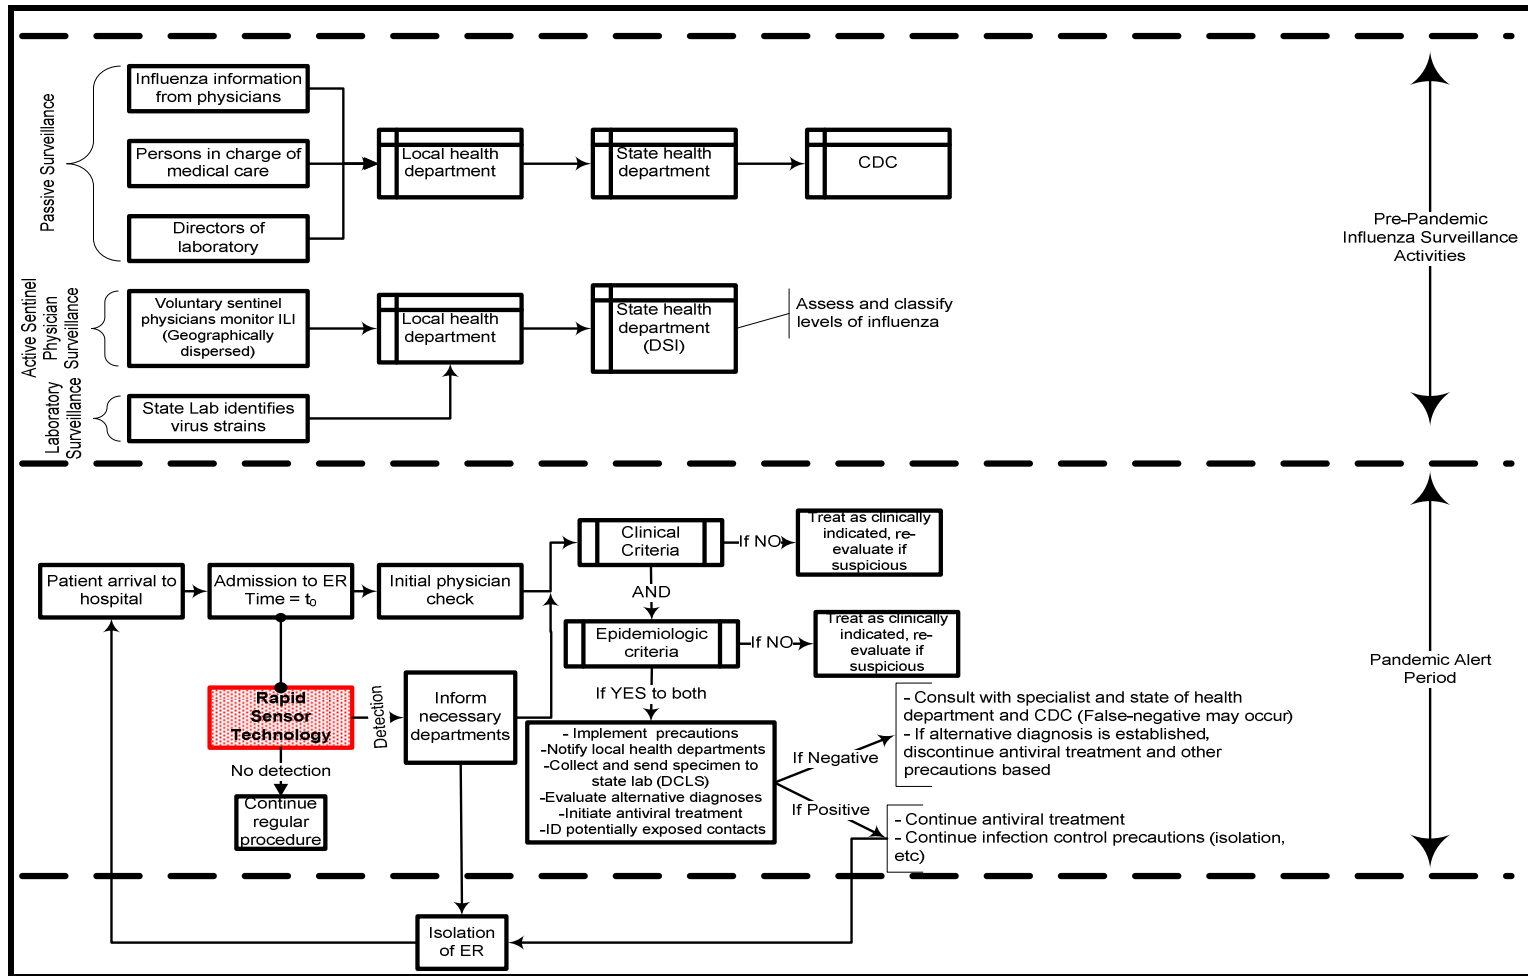 Passive Surveillance
Influenza information
from physicians
Persons in charge of
medical care
Directors of
laboratory
Local health
department
State health
department
CDC
Pre-Pandemic
Influenza Surveillance
Activities
Active Sentinel
Physician
Surveillance
Voluntary sentinel
physicians monitor ILI
(Geographically
dispersed)
Local health
department
State health
department
(DSI)
Assess and classify
levels of influenza
Laboratory
Surveillance
State Lab identifies
virus strains
Patient arrival to
hospital
Admission to ER
Time = t₀
Initial physician
check
Clinical
Criteria
If NO
Treat as clinically
indicated, re-
evaluate if
suspicious
AND
Epidemiologic
criteria
If NO
Treat as clinically
indicated, re-
evaluate if
suspicious
If YES to both
Rapid
Sensor
Technology
Detection
Inform
necessary
departments
No detection
Continue
regular
procedure
- Implement precautions
-Notify local health departments
-Collect and send specimen to
state lab (DCLS)
-Evaluate alternative diagnoses
-Initiate antiviral treatment
-ID potentially exposed contacts
If Negative
- Consult with specialist and state of health
department and CDC (False-negative may occur)
- If alternative diagnosis is established,
discontinue antiviral treatment and other
precautions based
If Positive
- Continue antiviral treatment
- Continue infection control precautions (isolation,
etc)
Pandemic Alert
Period
Isolation
of ER